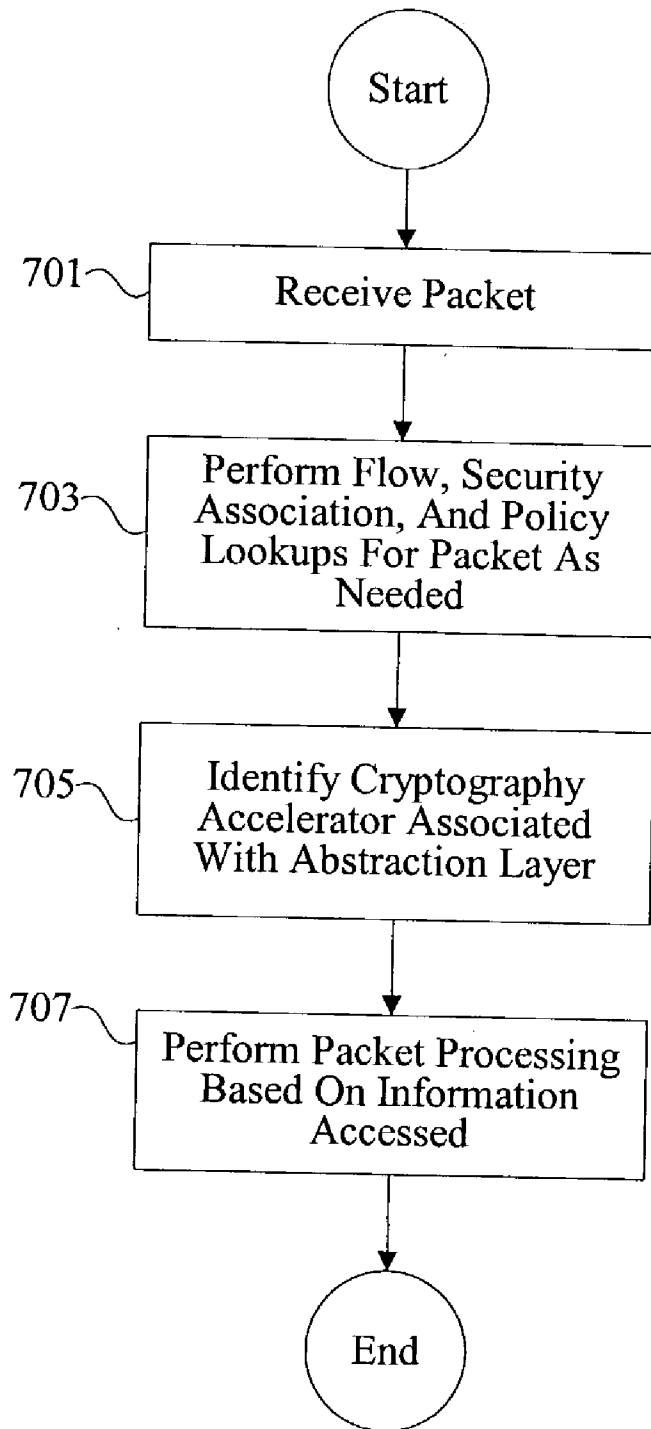 Start
701
Receive Packet
703
Perform Flow, Security
Association, And Policy
Lookups For Packet As
Needed
705
Identify Cryptography
Accelerator Associated
With Abstraction Layer
707
Perform Packet Processing
Based On Information
Accessed
End